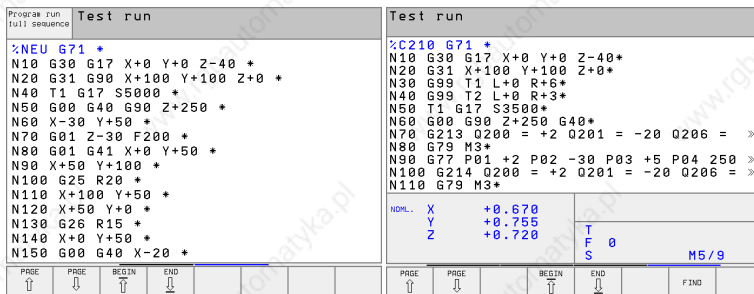 Program run
full sequence
Test run
%NEU G71 *
N10 G30 G17 X+0 Y+0 Z-40 *
N20 G31 G90 X+100 Y+100 Z+0 *
N40 T1 G17 S5000 *
N50 G00 G40 G90 Z+250 *
N60 X-30 Y+50 *
N70 G01 Z-30 F200 *
N80 G01 G41 X+0 Y+50 *
N90 X+50 Y+100 *
N100 G25 R20 *
N110 X+100 Y+50 *
N120 X+50 Y+0 *
N130 G26 R15 *
N140 X+0 Y+50 *
N150 G00 G40 X-20 *
PAGE
PAGE
BEGIN
END
Test run
%C210 G71 *
N10 G30 G17 X+0 Y+0 Z-40*
N20 G31 X+100 Y+100 Z+0*
N30 G99 T1 L+0 R+6*
N40 G99 T2 L+0 R+3*
N50 T1 G17 S3500*
N60 G00 G90 Z+250 G40*
N70 G213 Q200 = +2 Q201 = -20 Q206 = »
N80 G79 M3*
N90 G77 P01 +2 P02 -30 P03 +5 P04 250 »
N100 G214 Q200 = +2 Q201 = -20 Q206 = »
N110 G79 M3*
NOML. X +0.670
Y +0.755
Z +0.720
T
F 0
S M5/9
PAGE
PAGE
BEGIN
END
FIND